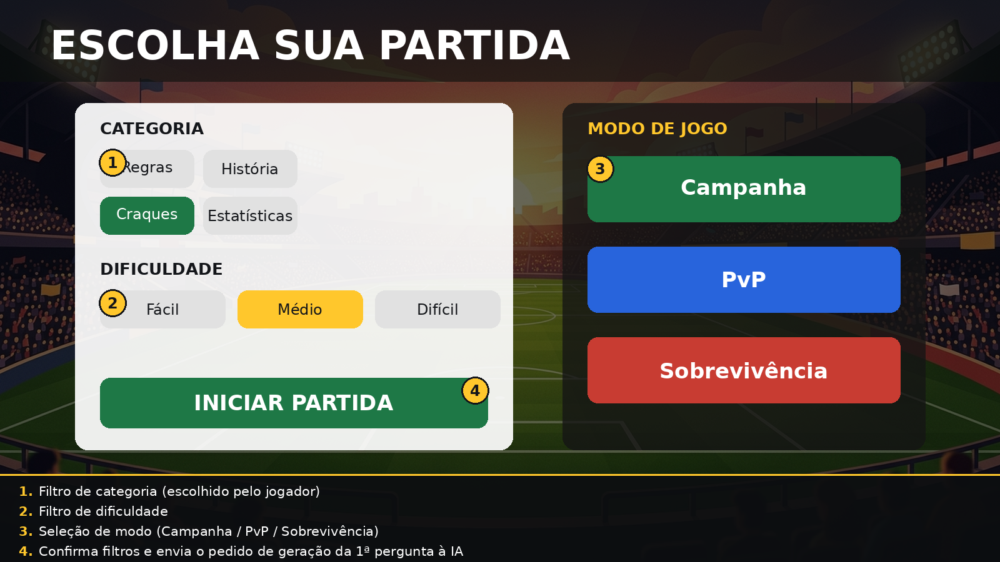 ESCOLHA SUA PARTIDA
CATEGORIA
1 Regras
História
Craques
Estatísticas
DIFICULDADE
2 Fácil
Médio
Difícil
INICIAR PARTIDA 4
MODO DE JOGO
3 Campanha
PvP
Sobrevivência
1. Filtro de categoria (escolhido pelo jogador)
2. Filtro de dificuldade
3. Seleção de modo (Campanha / PvP / Sobrevivência)
4. Confirma filtros e envia o pedido de geração da 1ª pergunta à IA